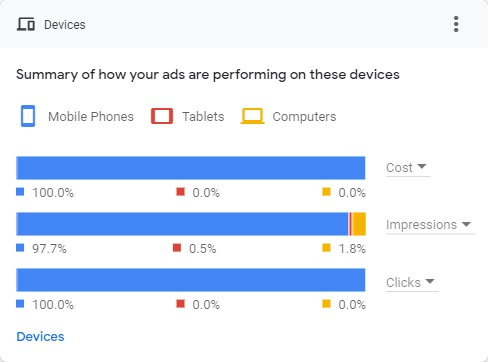 Devices
Summary of how your ads are performing on these devices
Mobile Phones Tablets Computers
Cost
100.0% 0.0% 0.0%
Impressions
97.7% 0.5% 1.8%
Clicks
100.0% 0.0% 0.0%
Devices